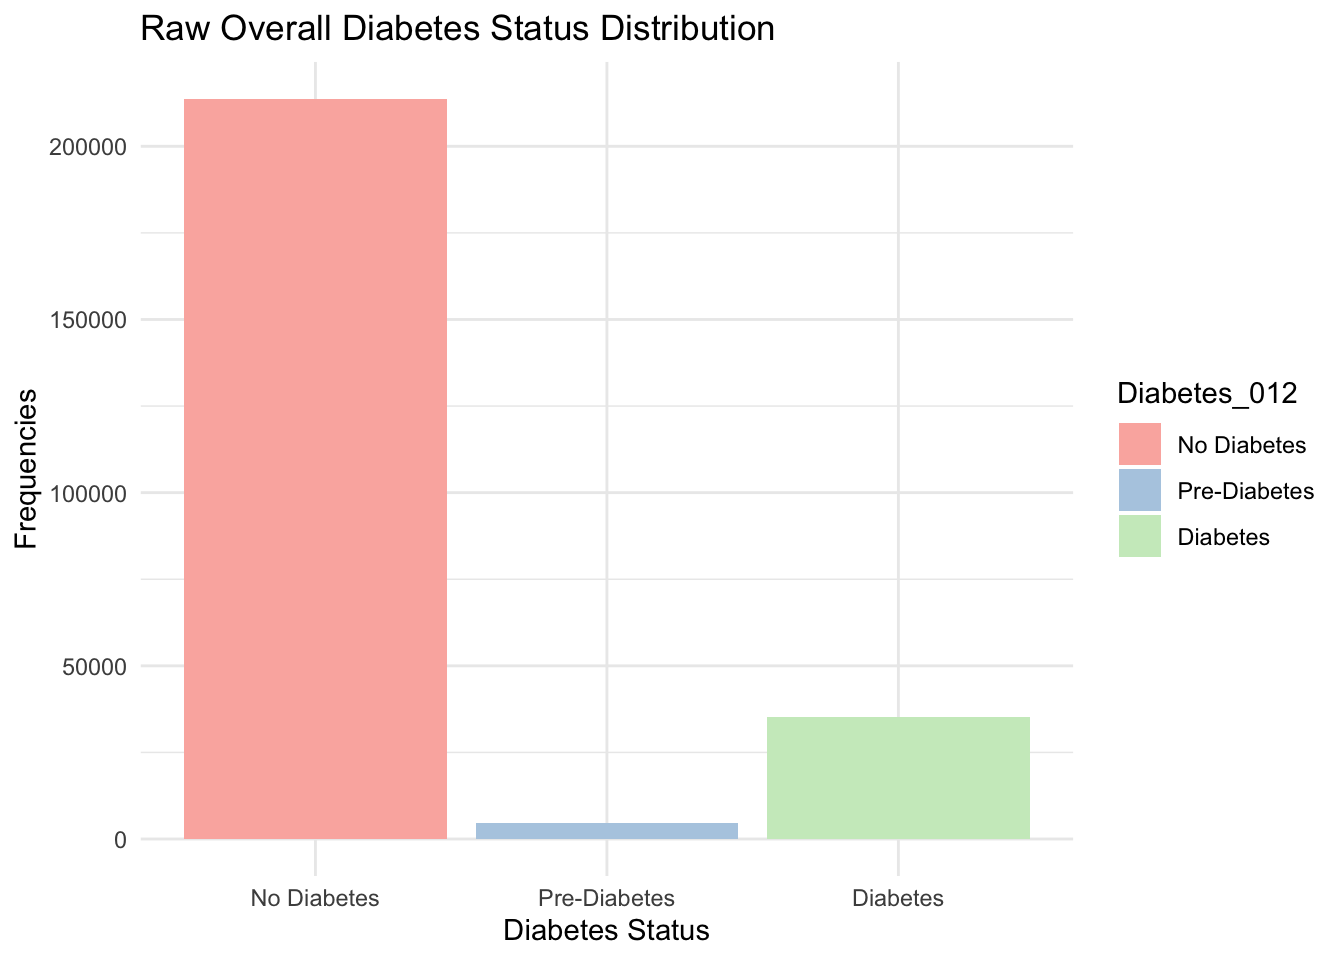 Raw Overall Diabetes Status Distribution
Frequencies
200000
150000
100000
50000
0
No Diabetes
Pre-Diabetes
Diabetes
Diabetes Status
Diabetes_012
No Diabetes
Pre-Diabetes
Diabetes